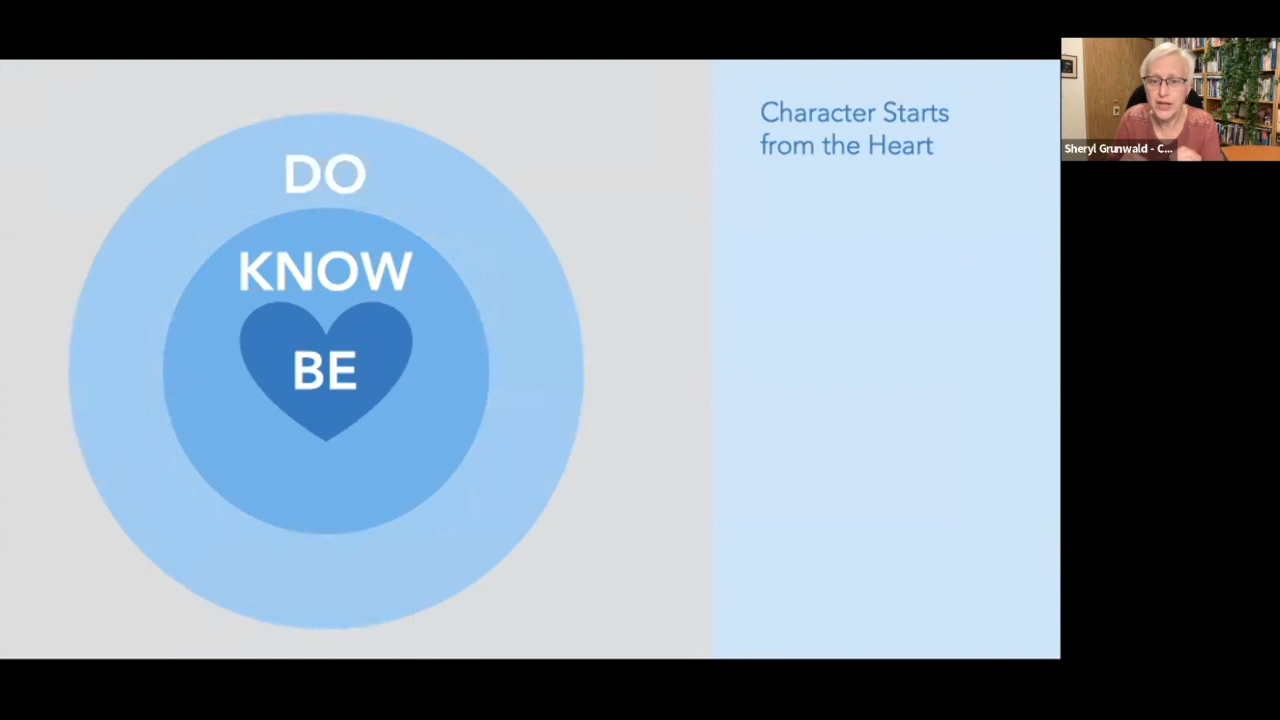 DO
KNOW
BE
Character Starts
from the Heart
Sheryl Grunwald - C...